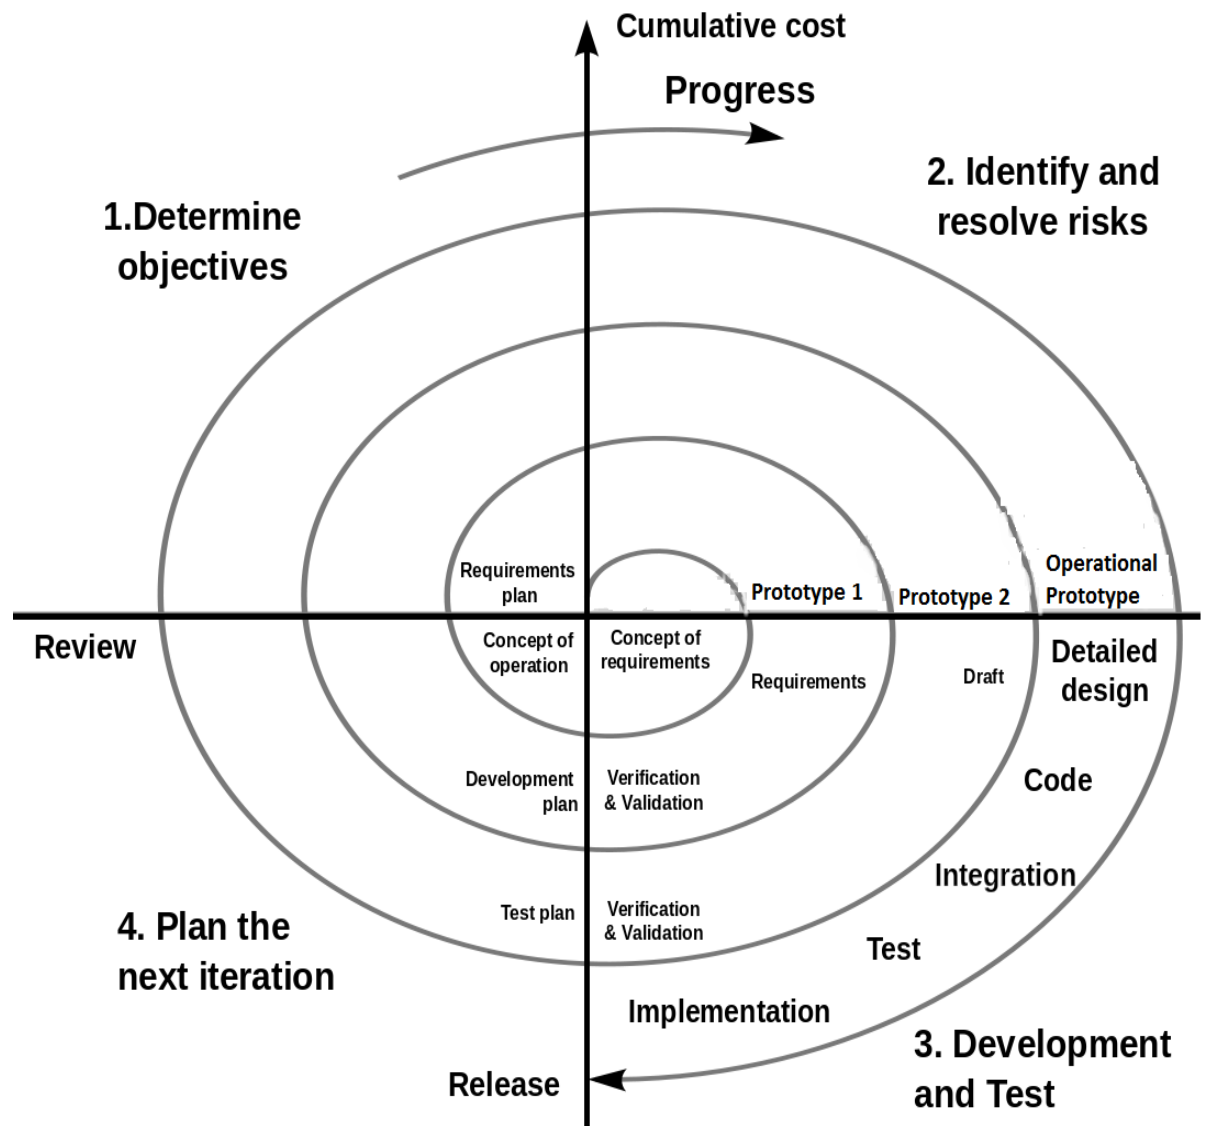 Cumulative cost
Progress
1.Determine
objectives
2. Identify and
resolve risks
Requirements
plan
Prototype 1
Prototype 2
Operational
Prototype
Review
Concept of
operation
Concept of
requirements
Requirements
Draft
Detailed
design
Development
plan
Verification
& Validation
Code
Integration
Test plan
Verification
& Validation
Test
4. Plan the
next iteration
Implementation
3. Development
and Test
Release